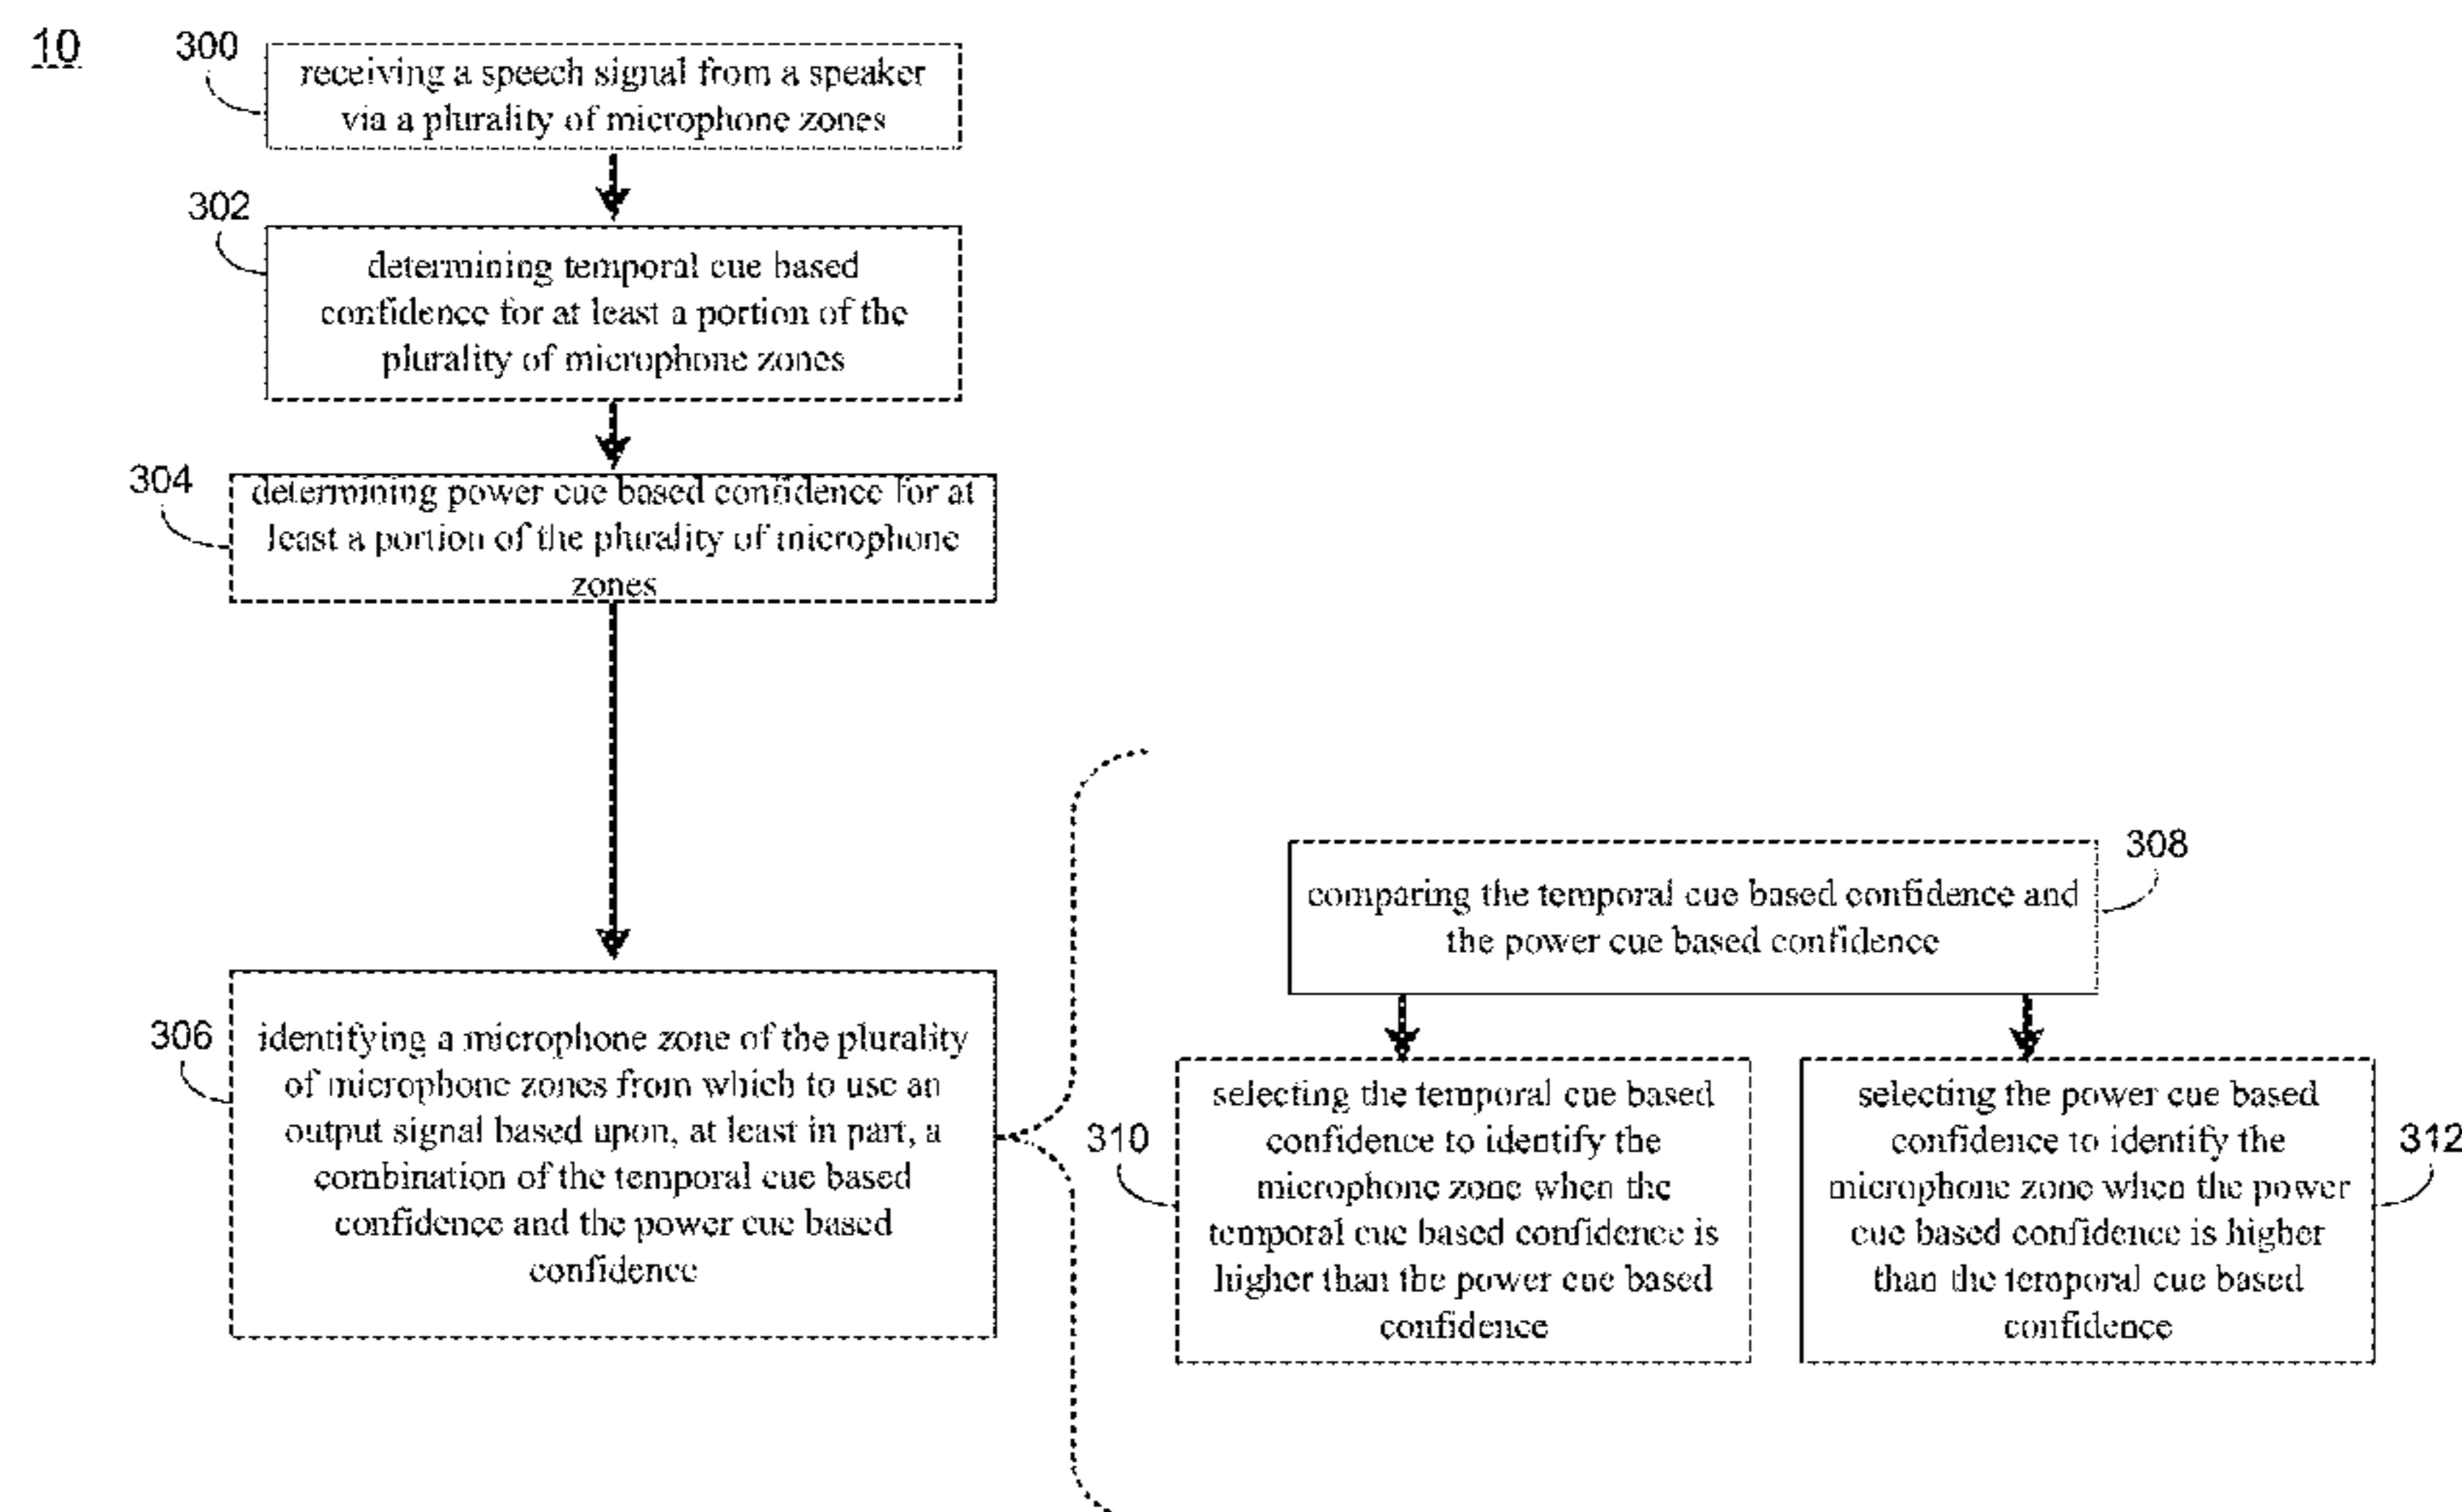 10
300
receiving a speech signal from a speaker
via a plurality of microphone zones
302
determining temporal cue based
confidence for at least a portion of the
plurality of microphone zones
304
determining power cue based confidence for at
least a portion of the plurality of microphone
zones
306
identifying a microphone zone of the plurality
of microphone zones from which to use an
output signal based upon, at least in part, a
combination of the temporal cue based
confidence and the power cue based
confidence
308
comparing the temporal cue based confidence and
the power cue based confidence
310
selecting the temporal cue based
confidence to identify the
microphone zone when the
temporal cue based confidence is
higher than the power cue based
confidence
312
selecting the power cue based
confidence to identify the
microphone zone when the power
cue based confidence is higher
than the temporal cue based
confidence